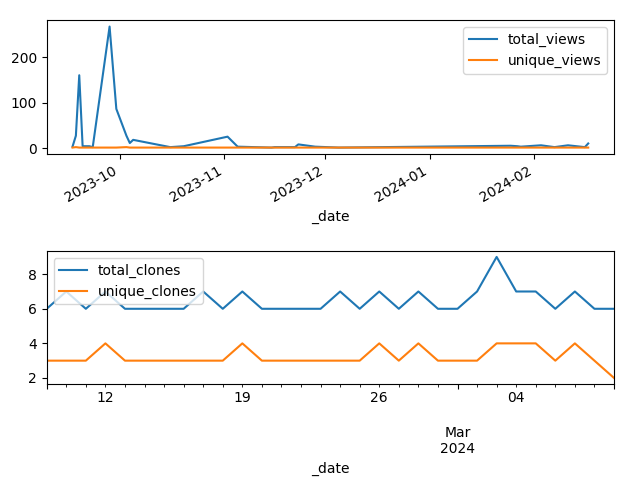 200
100
0
total_views
unique_views
2023-10
2023-11
2023-12
2024-01
2024-02
_date
8
6
4
2
total_clones
unique_clones
12
19
26
04
Mar
2024
_date